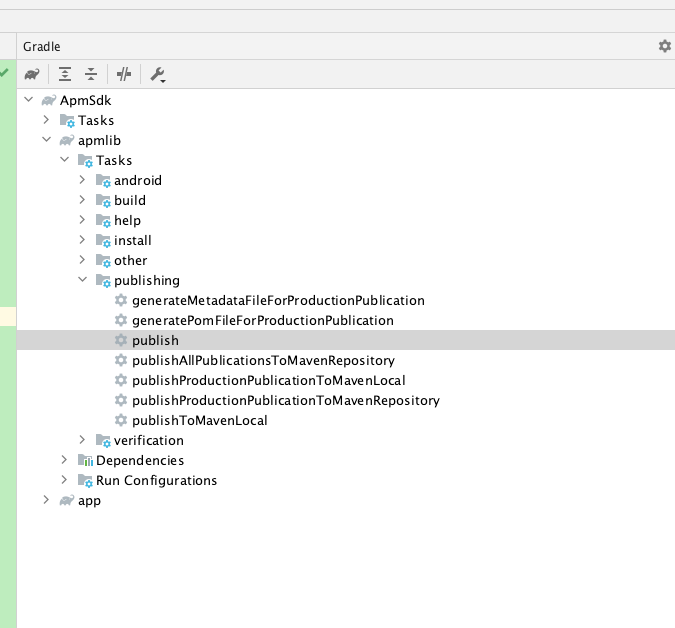 Gradle
ApmSdk
Tasks
apmlib
Tasks
android
build
help
install
other
publishing
generateMetadataFileForProductionPublication
generatePomFileForProductionPublication
publish
publishAllPublicationsToMavenRepository
publishProductionPublicationToMavenLocal
publishProductionPublicationToMavenRepository
publishToMavenLocal
verification
Dependencies
Run Configurations
app